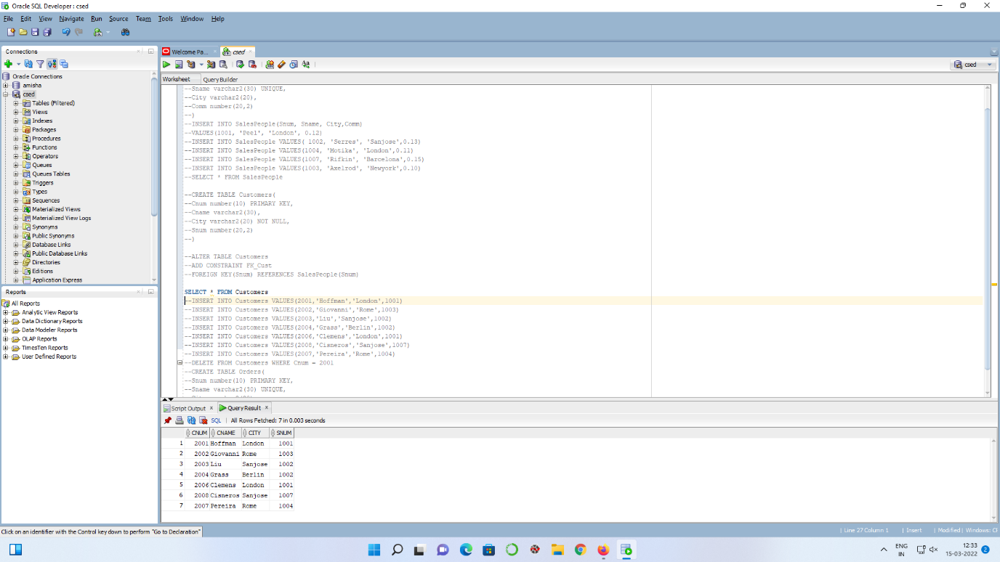 Oracle SQL Developer : csed
File Edit View Navigate Run Source Team Tools Window Help
Connections
Oracle Connections
amisha
csed
Tables (Filtered)
Views
Indexes
Packages
Procedures
Functions
Operators
Queues
Queues Tables
Triggers
Types
Sequences
Materialized Views
Materialized View Logs
Synonyms
Public Synonyms
Database Links
Public Database Links
Directories
Editions
Application Express
Reports
All Reports
Analytic View Reports
Data Dictionary Reports
Data Modeler Reports
OLAP Reports
TimesTen Reports
User Defined Reports
Welcome Pa... csed
csed
Worksheet Query Builder
--Sname varchar2(30) UNIQUE,
--City varchar2(20),
--Comm number(20,2)
--)
--INSERT INTO SalesPeople(Snum, Sname, City,Comm)
--VALUES(1001, 'Peel', 'London', 0.12)
--INSERT INTO SalesPeople VALUES( 1002, 'Serres', 'Sanjose',0.13)
--INSERT INTO SalesPeople VALUES(1004, 'Motika', 'London',0.11)
--INSERT INTO SalesPeople VALUES(1007, 'Rifkin', 'Barcelona',0.15)
--INSERT INTO SalesPeople VALUES(1003, 'Axelrod', 'Newyork',0.10)
--SELECT * FROM SalesPeople
--CREATE TABLE Customers(
--Cnum number(10) PRIMARY KEY,
--Cname varchar2(30),
--City varchar2(20) NOT NULL,
--Snum number(20,2)
--)
--ALTER TABLE Customers
--ADD CONSTRAINT FK_Cust
--FOREIGN KEY(Snum) REFERENCES SalesPeople(Snum)
SELECT * FROM Customers
--INSERT INTO Customers VALUES(2001,'Hoffman','London',1001)
--INSERT INTO Customers VALUES(2002,'Giovanni','Rome',1003)
--INSERT INTO Customers VALUES(2003,'Liu','Sanjose',1002)
--INSERT INTO Customers VALUES(2004,'Grass','Berlin',1002)
--INSERT INTO Customers VALUES(2006,'Clemens','London',1001)
--INSERT INTO Customers VALUES(2008,'Cisneros','Sanjose',1007)
--INSERT INTO Customers VALUES(2007,'Pereira','Rome',1004)
--DELETE FROM Customers WHERE Cnum = 2001
--CREATE TABLE Orders(
--Snum number(10) PRIMARY KEY,
--Sname varchar2(30) UNIQUE,
Script Output Query Result
SQL | All Rows Fetched: 7 in 0.003 seconds
CNUM CNAME CITY SNUM
1 2001 Hoffman London 1001
2 2002 Giovanni Rome 1003
3 2003 Liu Sanjose 1002
4 2004 Grass Berlin 1002
5 2006 Clemens London 1001
6 2008 Cisneros Sanjose 1007
7 2007 Pereira Rome 1004
Click on an identifier with the Control key down to perform "Go to Declaration"
| Line 27 Column 1 | Insert | Modified | Windows: CI
ENG
IN
12:33
15-03-2022
2